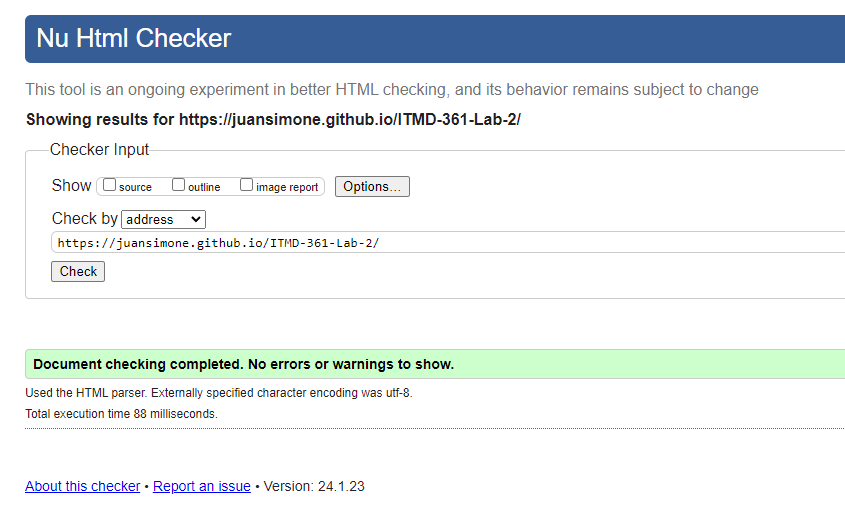 Nu Html Checker
This tool is an ongoing experiment in better HTML checking, and its behavior remains subject to change
Showing results for https://juansimone.github.io/ITMD-361-Lab-2/
Checker Input
Show source outline image report Options...
Check by address
https://juansimone.github.io/ITMD-361-Lab-2/
Check
Document checking completed. No errors or warnings to show.
Used the HTML parser. Externally specified character encoding was utf-8.
Total execution time 88 milliseconds.
About this checker • Report an issue • Version: 24.1.23